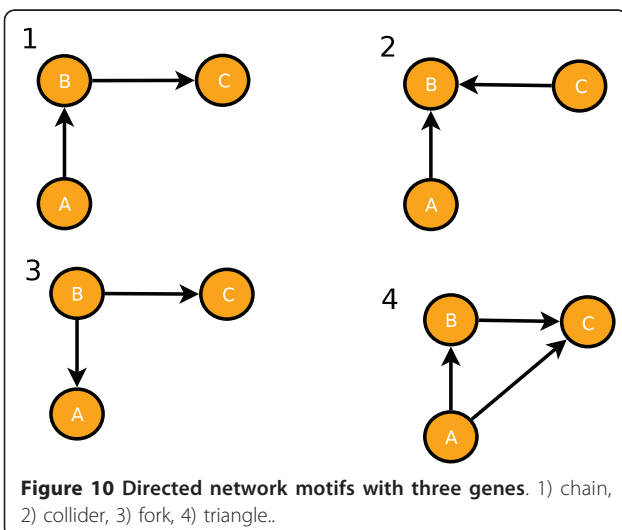 1
B
C
A
2
B
C
A
3
B
C
A
4
B
C
A
Figure 10 Directed network motifs with three genes. 1) chain,
2) collider, 3) fork, 4) triangle..